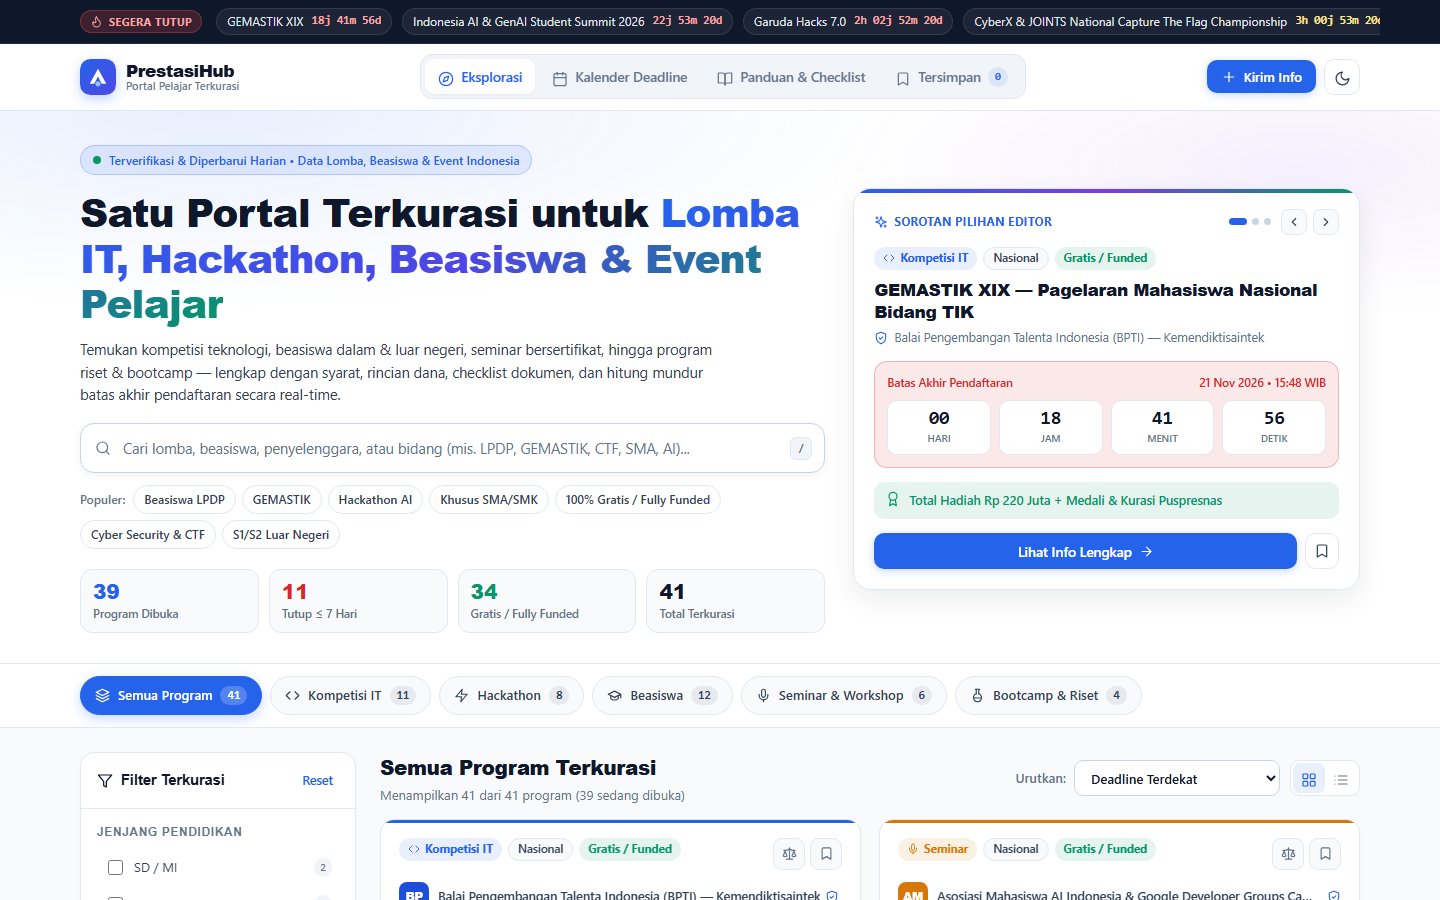 SEGERA TUTUP
GEMASTIK XIX 18j 41m 56d
Indonesia AI & GenAI Student Summit 2026 22j 53m 20d
Garuda Hacks 7.0 2h 02j 52m 20d
CyberX & JOINTS National Capture The Flag Championship 3h 00j 53m 20d
PrestasiHub
Portal Pelajar Terkurasi
Eksplorasi
Kalender Deadline
Panduan & Checklist
Tersimpan 0
Kirim Info
Terverifikasi & Diperbarui Harian • Data Lomba, Beasiswa & Event Indonesia
Satu Portal Terkurasi untuk Lomba
IT, Hackathon, Beasiswa & Event
Pelajar
Temukan kompetisi teknologi, beasiswa dalam & luar negeri, seminar bersertifikat, hingga program
riset & bootcamp — lengkap dengan syarat, rincian dana, checklist dokumen, dan hitung mundur
batas akhir pendaftaran secara real-time.
Cari lomba, beasiswa, penyelenggara, atau bidang (mis. LPDP, GEMASTIK, CTF, SMA, AI)... /
Populer: Beasiswa LPDP GEMASTIK Hackathon AI Khusus SMA/SMK 100% Gratis / Fully Funded
Cyber Security & CTF S1/S2 Luar Negeri
39
Program Dibuka
11
Tutup ≤ 7 Hari
34
Gratis / Fully Funded
41
Total Terkurasi
SOROTAN PILIHAN EDITOR
Kompetisi IT Nasional Gratis / Funded
GEMASTIK XIX — Pagelaran Mahasiswa Nasional
Bidang TIK
Balai Pengembangan Talenta Indonesia (BPTI) — Kemendiktisaintek
Batas Akhir Pendaftaran 21 Nov 2026 • 15:48 WIB
00 18 41 56
HARI JAM MENIT DETIK
Total Hadiah Rp 220 Juta + Medali & Kurasi Puspresnas
Lihat Info Lengkap
Semua Program 41
Kompetisi IT 11
Hackathon 8
Beasiswa 12
Seminar & Workshop 6
Bootcamp & Riset 4
Filter Terkurasi Reset
JENJANG PENDIDIKAN
SD / MI 2
Semua Program Terkurasi
Menampilkan 41 dari 41 program (39 sedang dibuka)
Urutkan: Deadline Terdekat
Kompetisi IT Nasional Gratis / Funded
BP Balai Pengembangan Talenta Indonesia (BPTI) — Kemendiktisaintek
Seminar Nasional Gratis / Funded
AM Asosiasi Mahasiswa AI Indonesia & Google Developer Groups Ca...